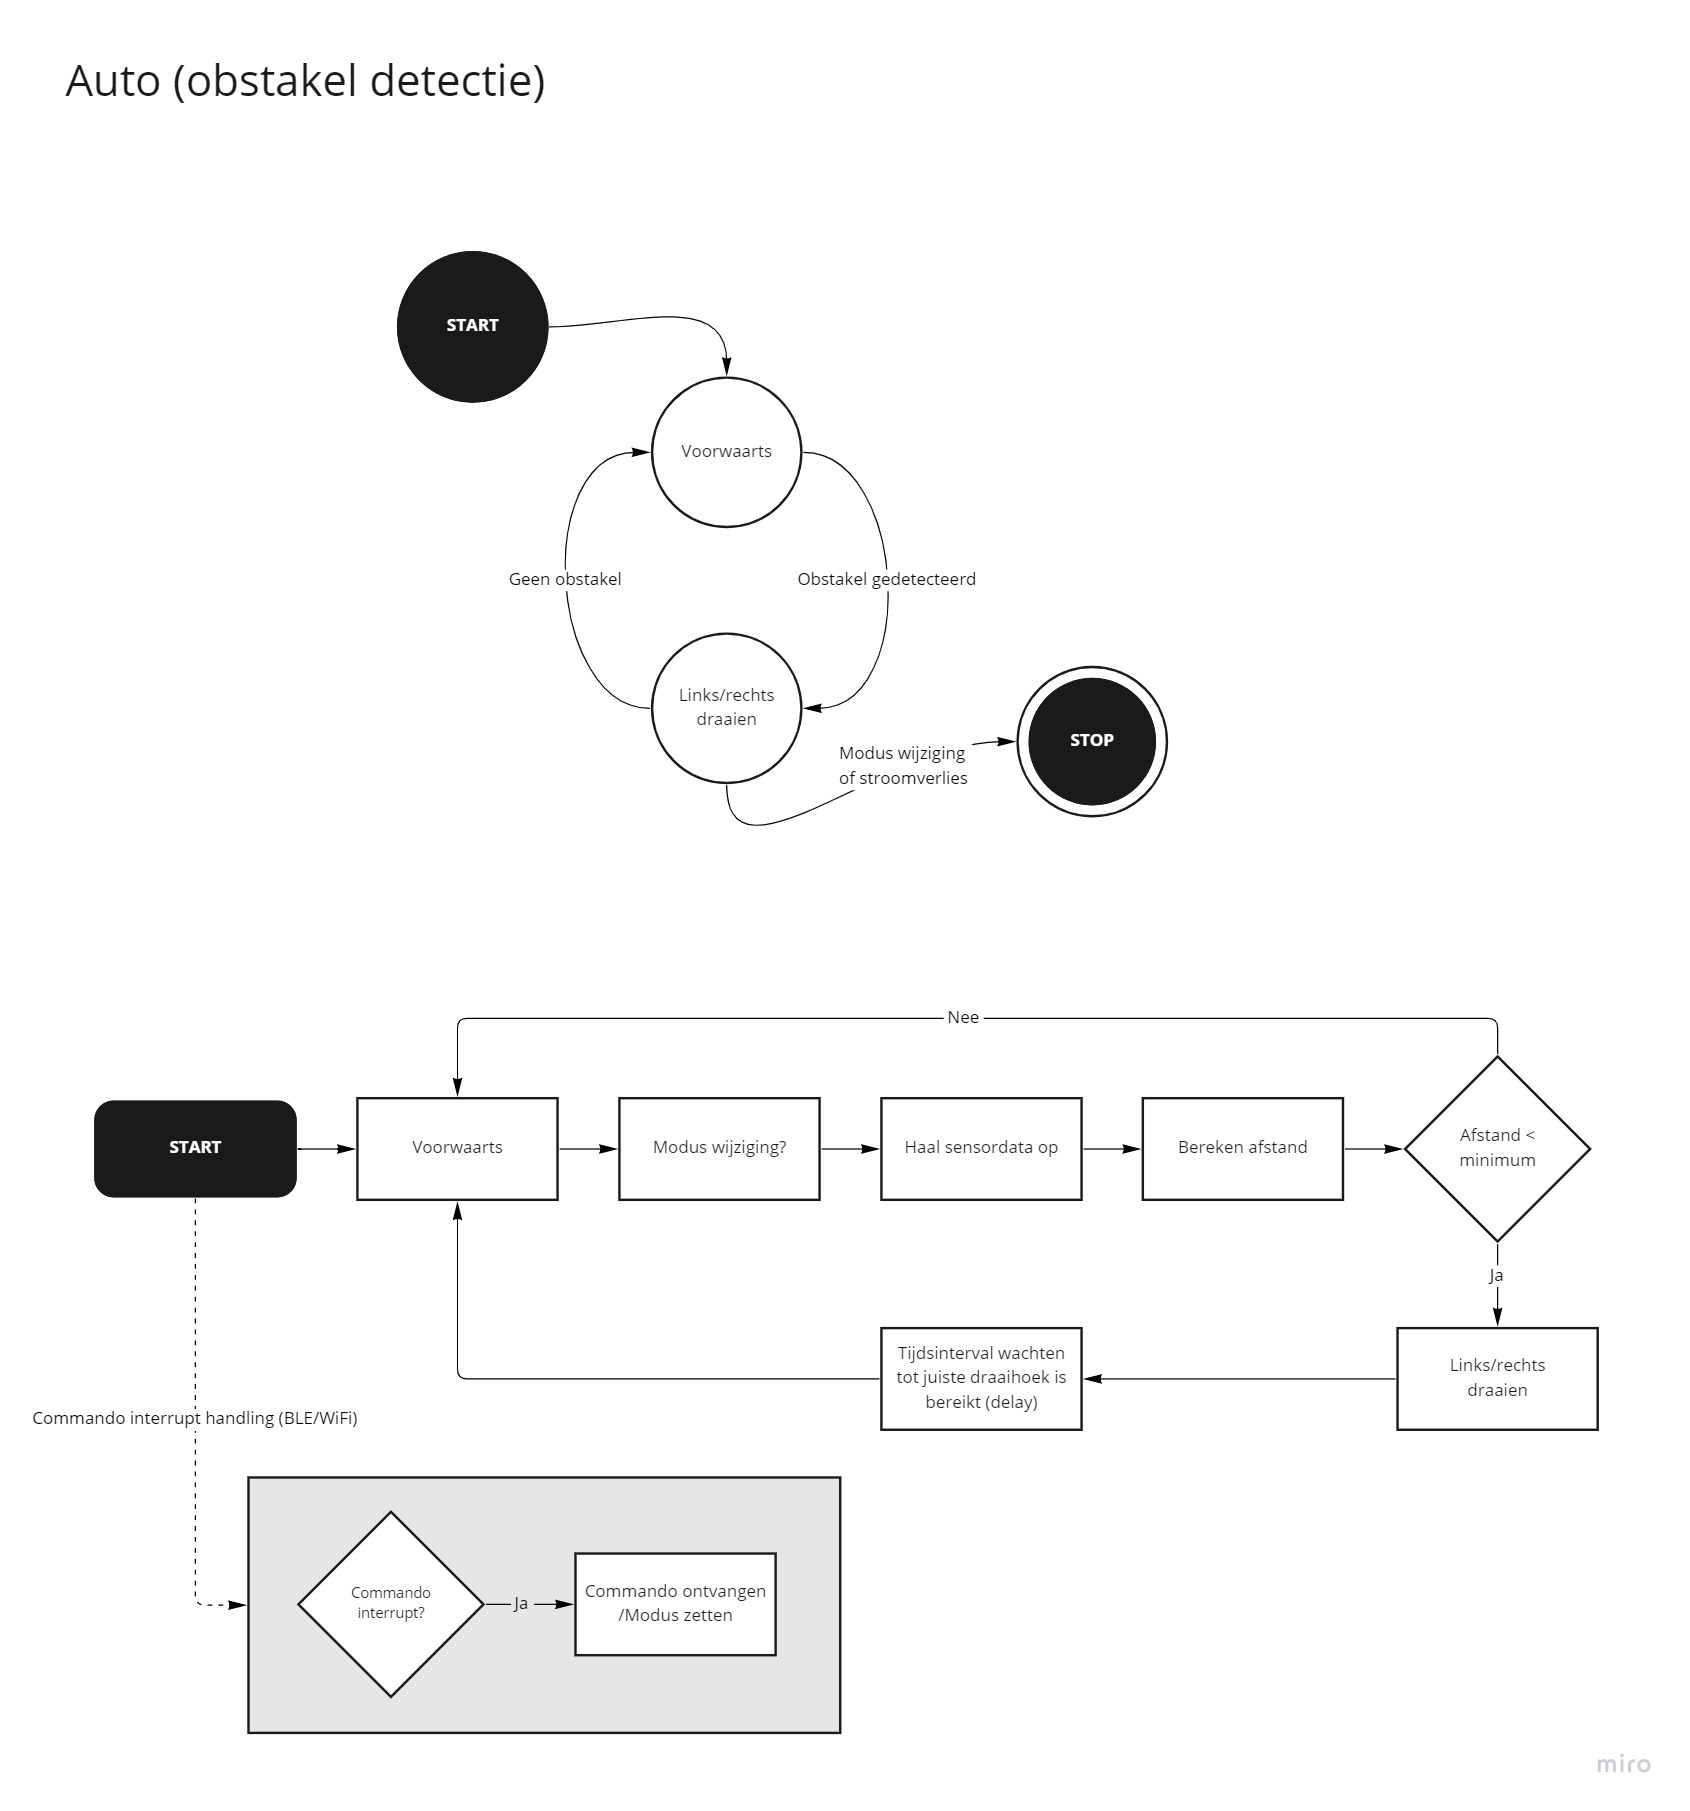 Auto (obstakel detectie)
START
Voorwaarts
Geen obstakel
Obstakel gedetecteerd
Links/rechts
draaien
Modus wijziging
of stroomverlies
STOP
Nee
START
Voorwaarts
Modus wijziging?
Haal sensordata op
Bereken afstand
Afstand <
minimum
Ja
Tijdsinterval wachten
tot juiste draaihoek is
bereikt (delay)
Links/rechts
draaien
Commando interrupt handling (BLE/WiFi)
Commando
interrupt?
Ja
Commando ontvangen
/Modus zetten
miro